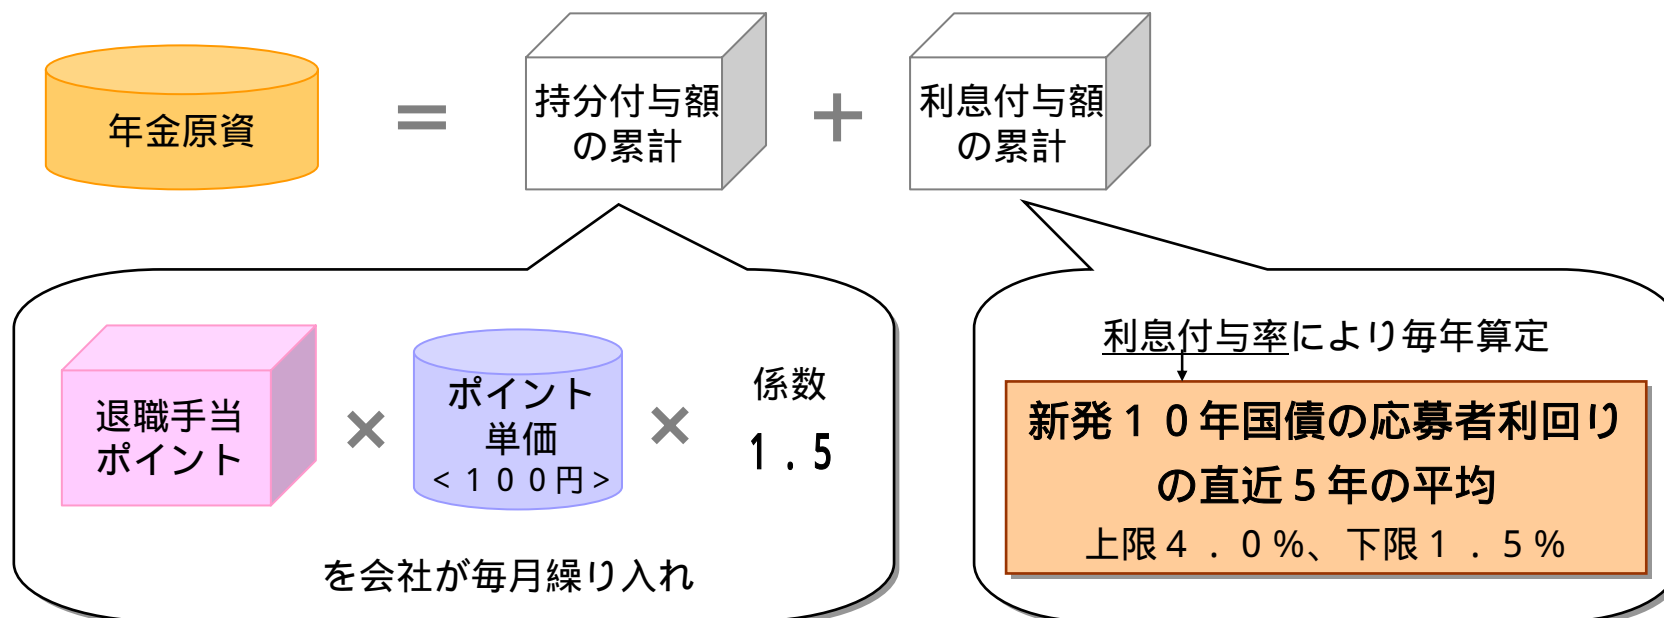 年金原資
＝
持分付与額
の累計
＋
利息付与額
の累計
退職手当
ポイント
×
ポイント
単価
<１００円>
×
係数
１．５
を会社が毎月繰り入れ
利息付与率により毎年算定
新発１０年国債の応募者利回り
の直近５年の平均
上限４．０％、下限１．５％